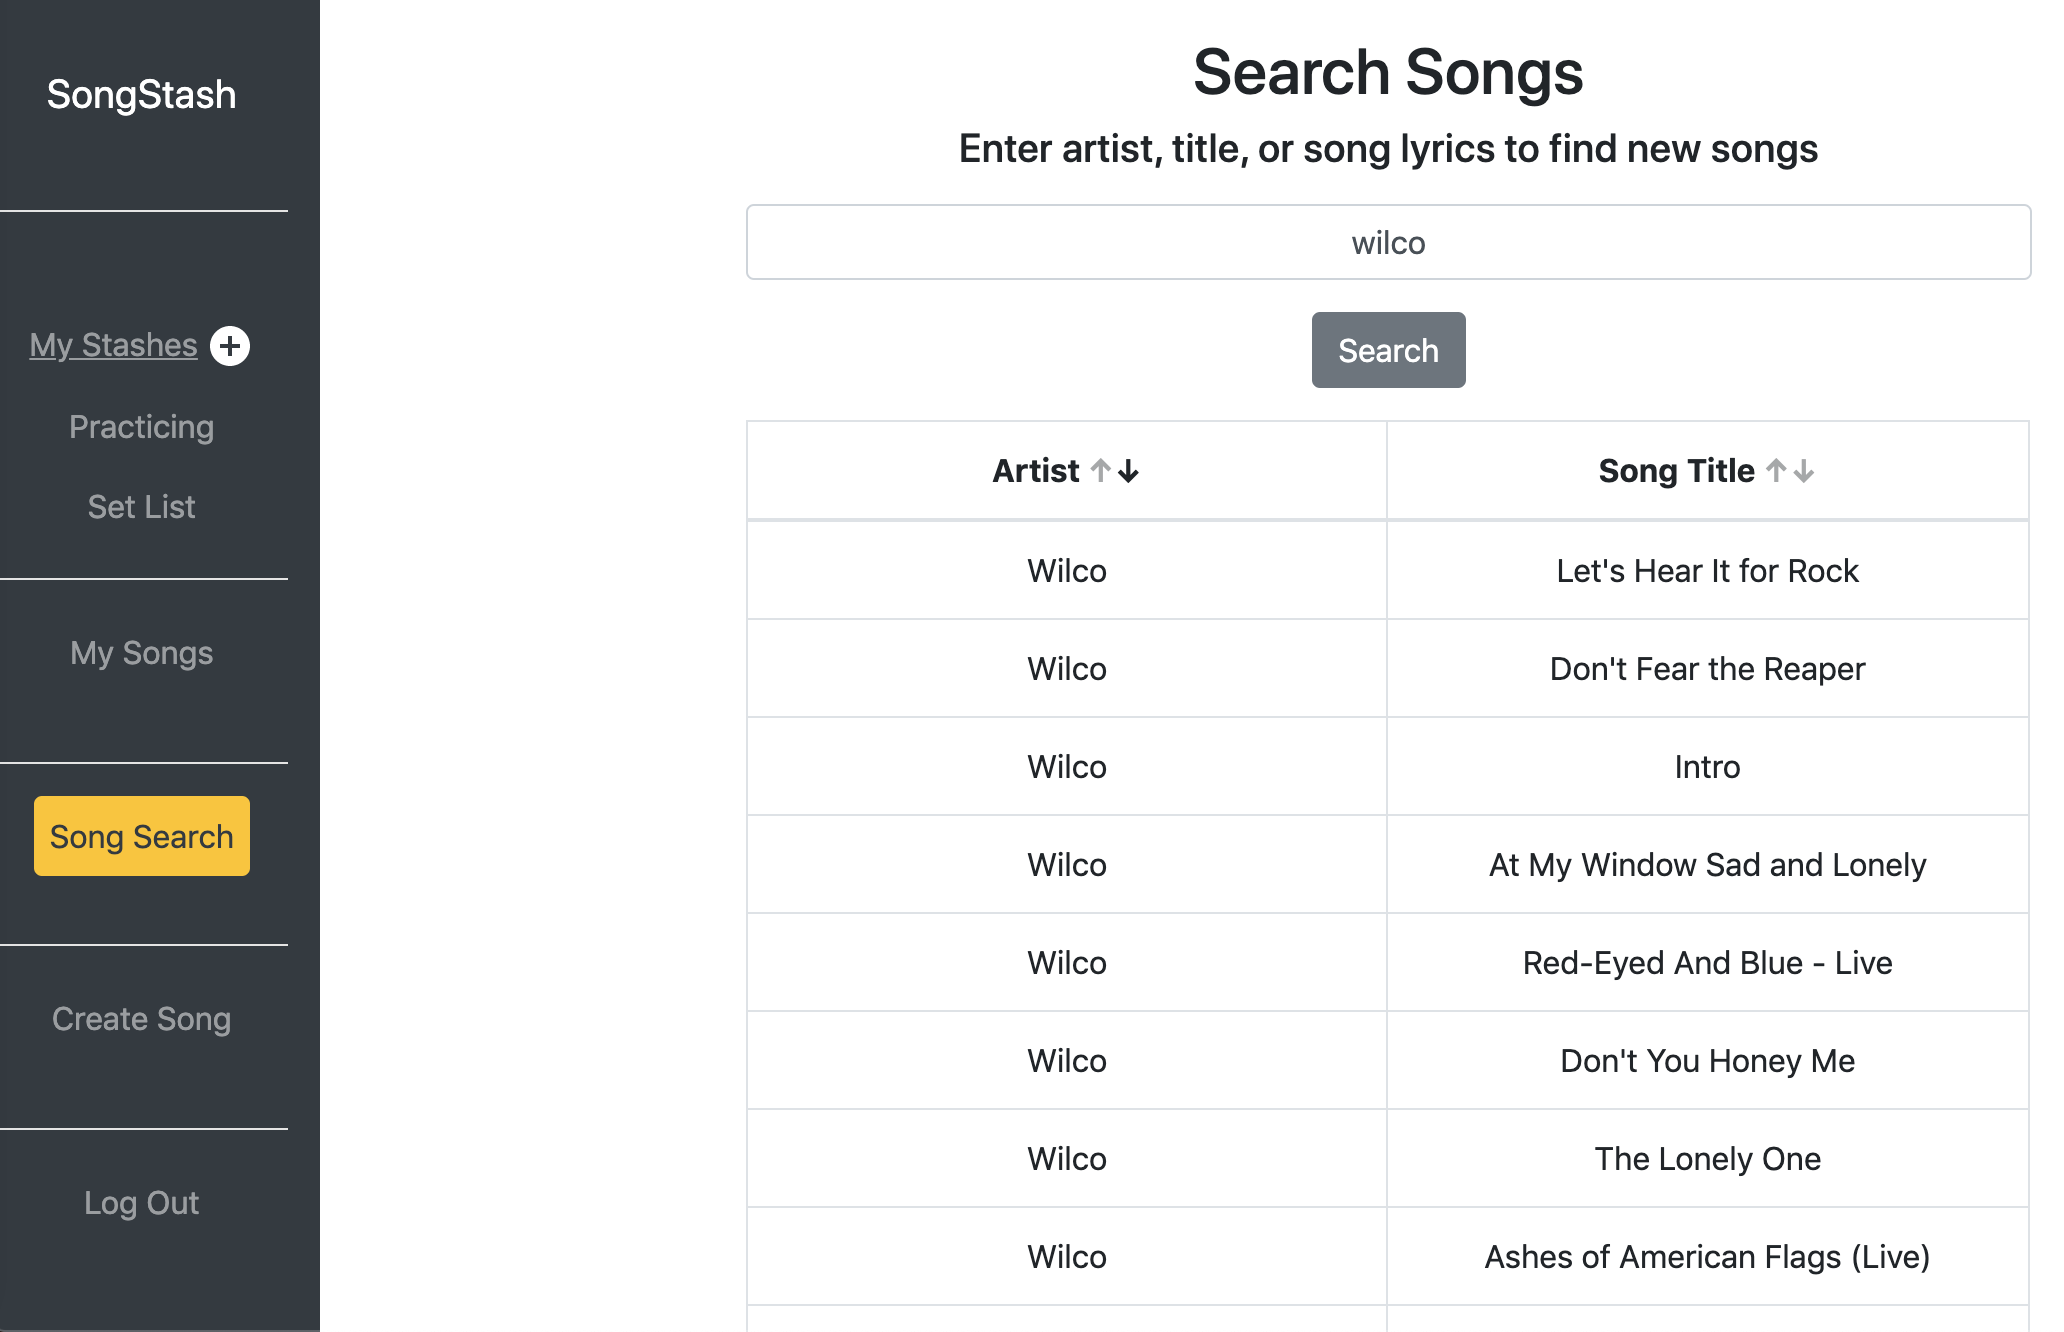 SongStash
My Stashes
Practicing
Set List
My Songs
Song Search
Create Song
Log Out
Search Songs
Enter artist, title, or song lyrics to find new songs
wilco
Search
Artist ↑↓ Song Title ↑↓
Wilco Let's Hear It for Rock
Wilco Don't Fear the Reaper
Wilco Intro
Wilco At My Window Sad and Lonely
Wilco Red-Eyed And Blue - Live
Wilco Don't You Honey Me
Wilco The Lonely One
Wilco Ashes of American Flags (Live)